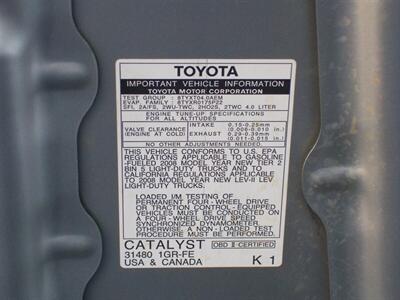 TOYOTA
IMPORTANT VEHICLE INFORMATION
TOYOTA MOTOR CORPORATION
TEST GROUP : 8TYXT04.0AEM
EVAP. FAMILY : 8TYXR0175P22
SFI, 2A/FS, 2WU-TWC, 2HO2S, 2TWC 4.0 LITER
ENGINE TUNE-UP SPECIFICATIONS
FOR ALL ALTITUDES
INTAKE 0.15-0.25mm
VALVE CLEARANCE (0.006-0.010 in.)
(ENGINE AT COLD) EXHAUST 0.29-0.39mm
(0.011-0.015 in.)
NO OTHER ADJUSTMENTS NEEDED.
THIS VEHICLE CONFORMS TO U.S. EPA
REGULATIONS APPLICABLE TO GASOLINE
-FUELED 2008 MODEL YEAR NEW TIER 2
BIN 5 LIGHT-DUTY TRUCKS AND TO
CALIFORNIA REGULATIONS APPLICABLE
TO 2008 MODEL YEAR NEW LEV-II LEV
LIGHT-DUTY TRUCKS.
LOADED I/M TESTING OF
PERMANENT FOUR-WHEEL DRIVE
OR TRACTION CONTROL-EQUIPPED
VEHICLES MUST BE CONDUCTED ON
A FOUR-WHEEL DRIVE SPEED
SYNCHRONIZED DYNAMOMETER,
OTHERWISE, A NON-LOADED TEST
PROCEDURE MUST BE PERFORMED.
CATALYST OBD II CERTIFIED
31480 1GR-FE
USA & CANADA K 1